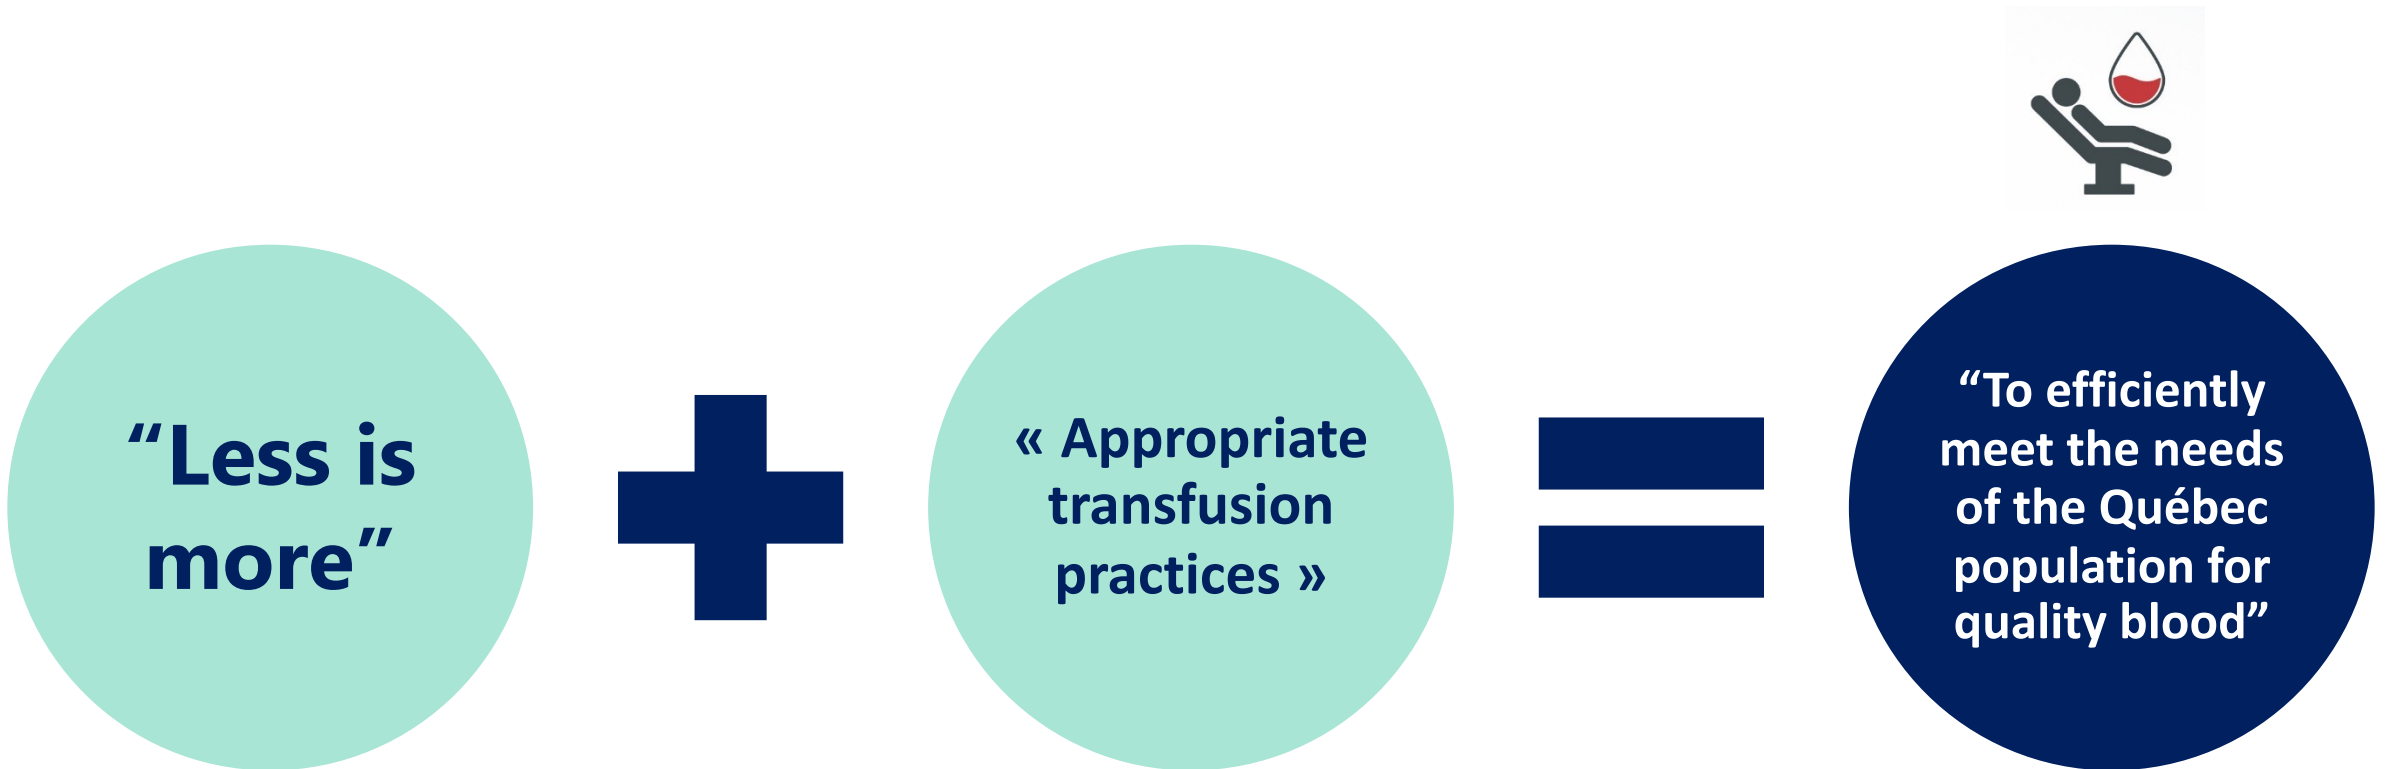 “Less is
more”
« Appropriate
transfusion
practices »
“To efficiently
meet the needs
of the Québec
population for
quality blood”